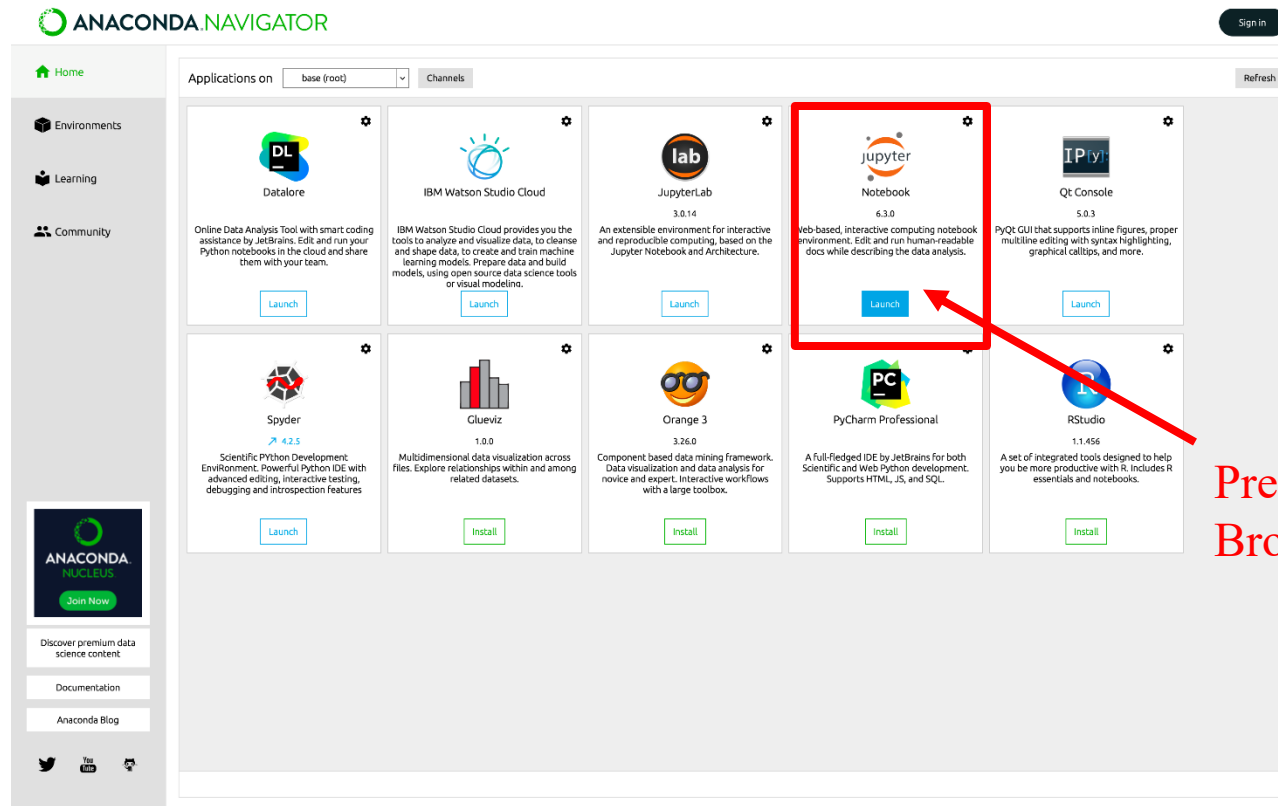 ANACONDA.NAVIGATOR
Sign in
Home
Environments
Learning
Community
Applications on base (root) Channels
Refresh
DL
Datalore
Online Data Analysis Tool with smart coding
assistance by JetBrains. Edit and run your
Python notebooks in the cloud and share
them with your team.
Launch
IBM Watson Studio Cloud
IBM Watson Studio Cloud provides you the
tools to analyze and visualize data, to cleanse
and shape data, to create and train machine
learning models. Prepare data and build
models, using open source data science tools
or visual modeling.
Launch
lab
JupyterLab
3.0.14
An extensible environment for interactive
and reproducible computing, based on the
Jupyter Notebook and Architecture.
Launch
jupyter
Notebook
6.3.0
Web-based, interactive computing notebook
environment. Edit and run human-readable
docs while describing the data analysis.
Launch
IP[y]:
Qt Console
5.0.3
PyQt GUI that supports inline figures, proper
multiline editing with syntax highlighting,
graphical calltips, and more.
Launch
Spyder
4.2.5
Scientific PYthon Development
EnviRonment. Powerful Python IDE with
advanced editing, interactive testing,
debugging and introspection features
Launch
Glueviz
1.0.0
Multidimensional data visualization across
files. Explore relationships within and among
related datasets.
Install
Orange 3
3.26.0
Component based data mining framework.
Data visualization and data analysis for
novice and expert. Interactive workflows
with a large toolbox.
Install
PC
PyCharm Professional
A full-fledged IDE by JetBrains for both
Scientific and Web Python development.
Supports HTML, JS, and SQL.
Install
R
RStudio
1.1.456
A set of integrated tools designed to help
you be more productive with R. Includes R
essentials and notebooks.
Install
Pre
Bro
ANACONDA.
NUCLEUS
Join Now
Discover premium data
science content
Documentation
Anaconda Blog
You
Tube